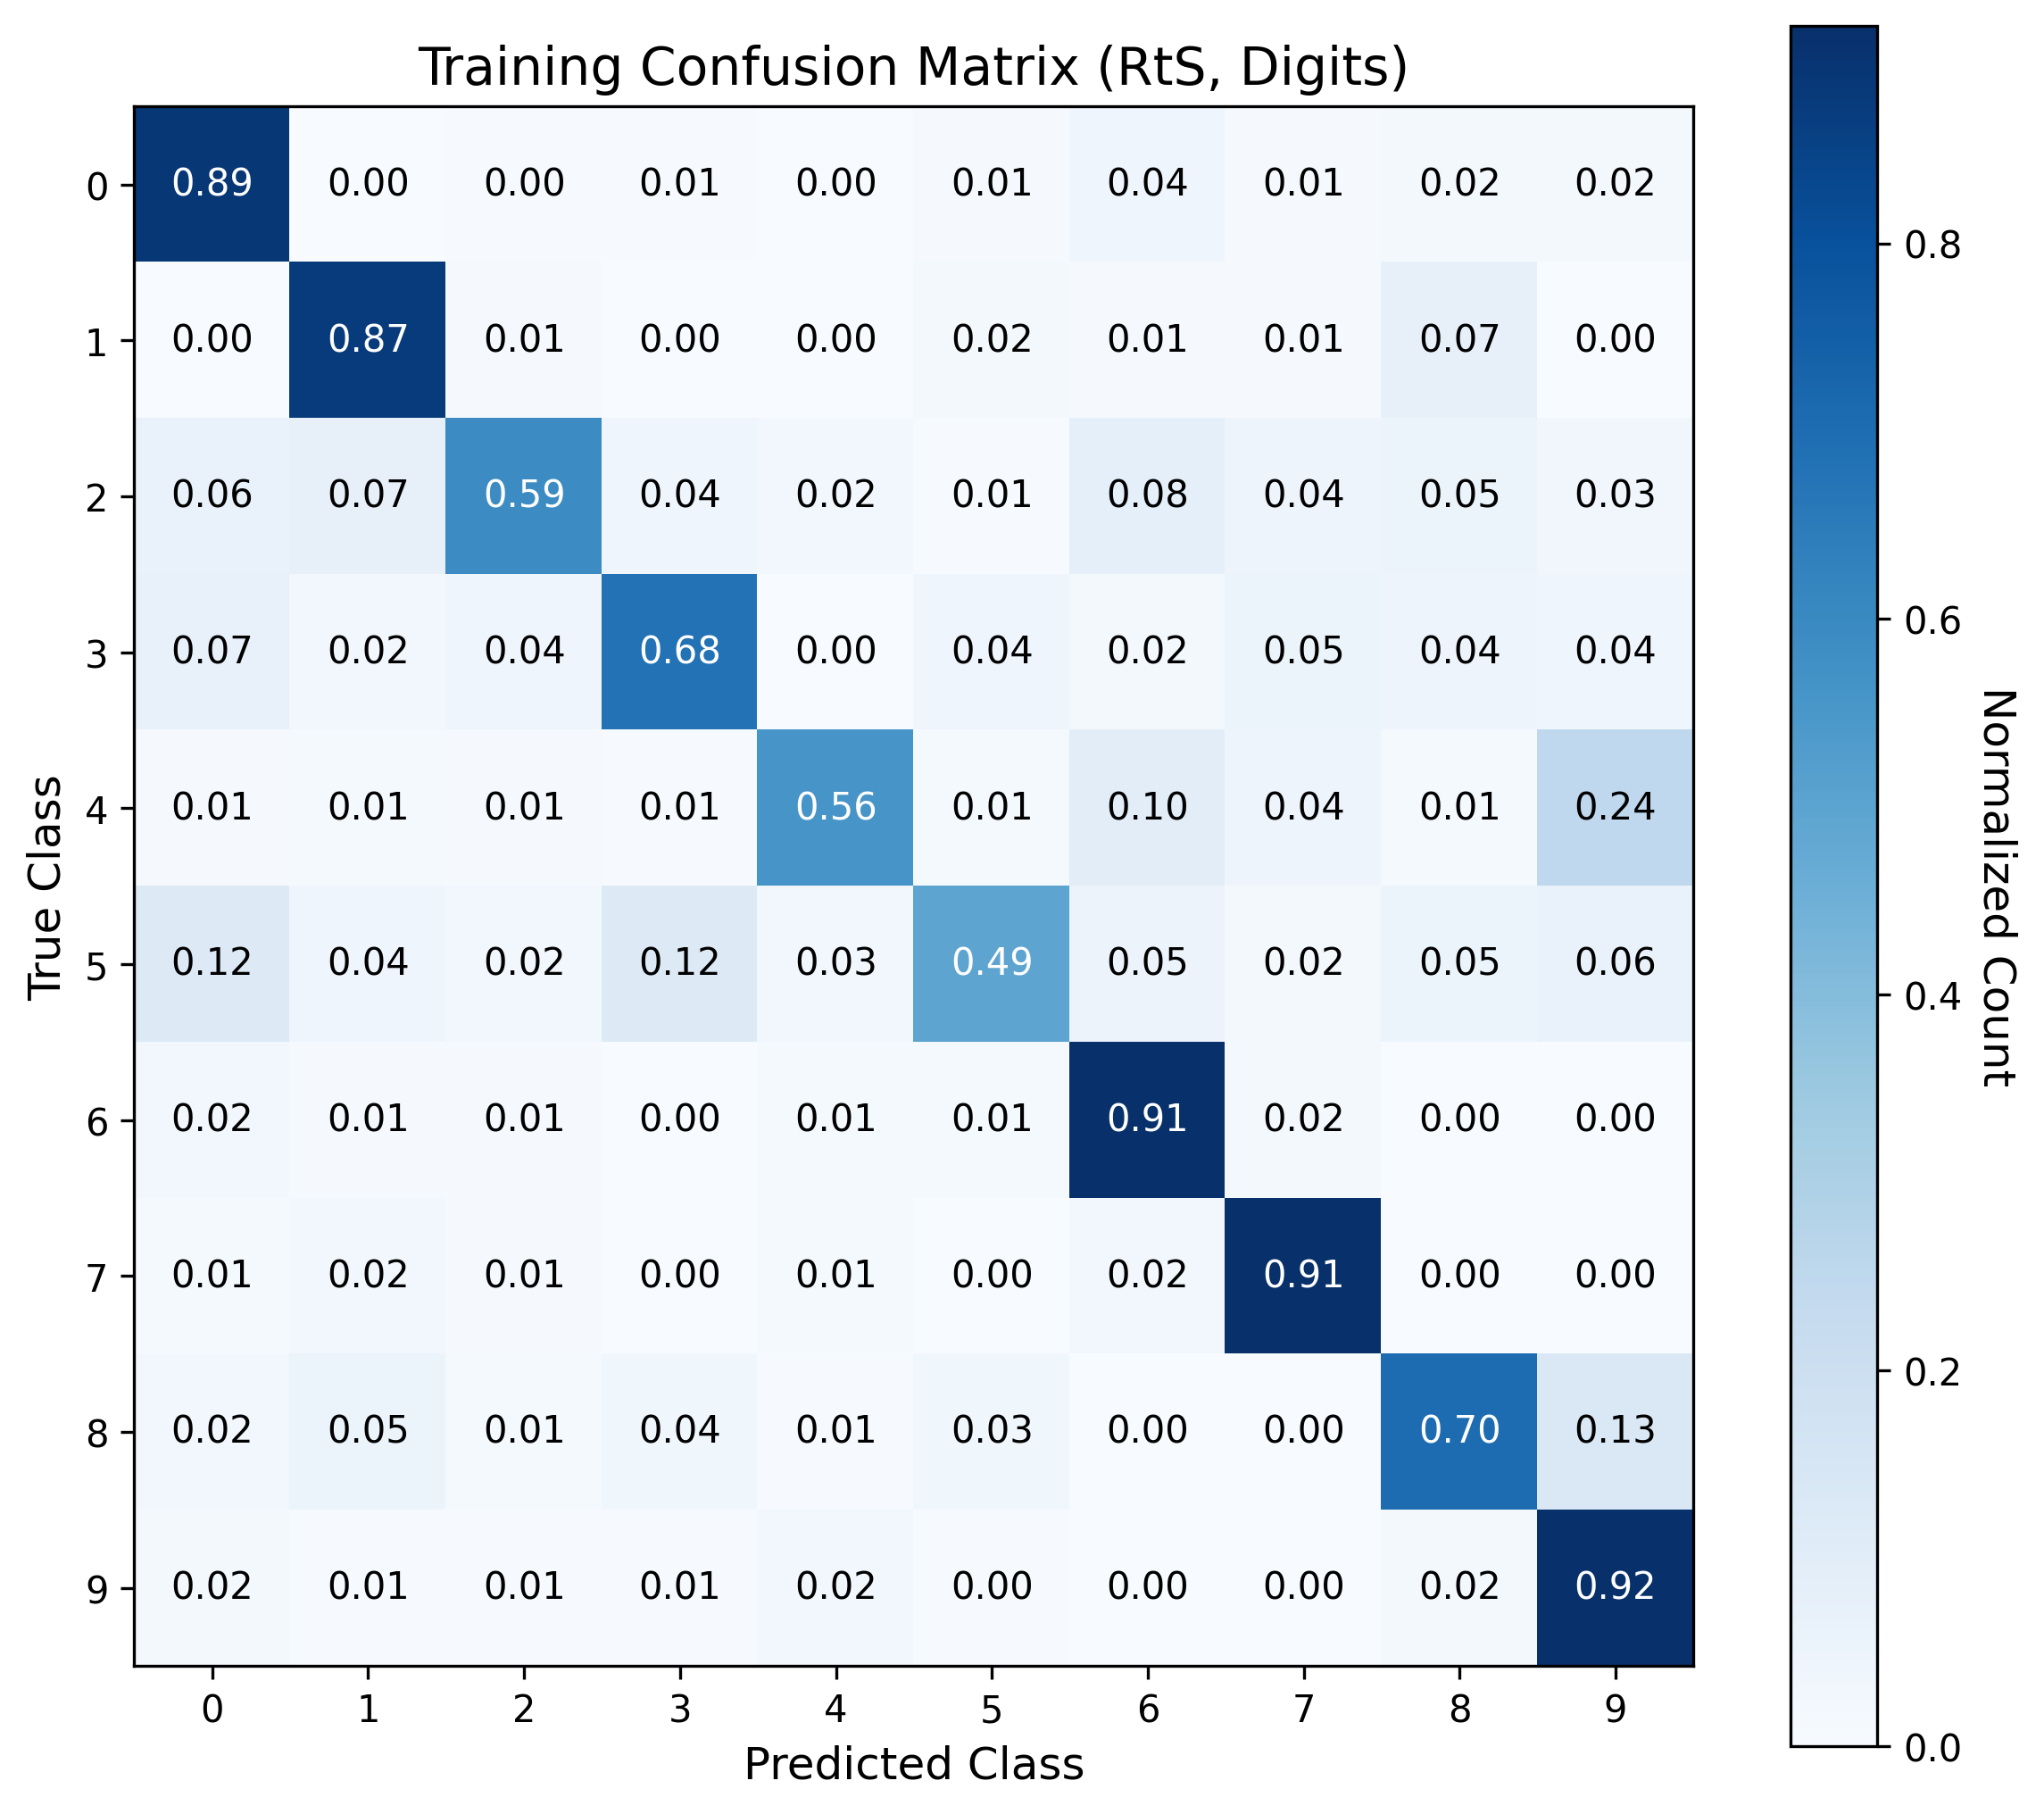 Training Confusion Matrix (RtS, Digits)
0 0.89 0.00 0.00 0.01 0.00 0.01 0.04 0.01 0.02 0.02
1 0.00 0.87 0.01 0.00 0.00 0.02 0.01 0.01 0.07 0.00
2 0.06 0.07 0.59 0.04 0.02 0.01 0.08 0.04 0.05 0.03
3 0.07 0.02 0.04 0.68 0.00 0.04 0.02 0.05 0.04 0.04
4 0.01 0.01 0.01 0.01 0.56 0.01 0.10 0.04 0.01 0.24
5 0.12 0.04 0.02 0.12 0.03 0.49 0.05 0.02 0.05 0.06
6 0.02 0.01 0.01 0.00 0.01 0.01 0.91 0.02 0.00 0.00
7 0.01 0.02 0.01 0.00 0.01 0.00 0.02 0.91 0.00 0.00
8 0.02 0.05 0.01 0.04 0.01 0.03 0.00 0.00 0.70 0.13
9 0.02 0.01 0.01 0.01 0.02 0.00 0.00 0.00 0.02 0.92
0 1 2 3 4 5 6 7 8 9
Predicted Class
True Class
0.8
0.6
0.4
0.2
0.0
Normalized Count